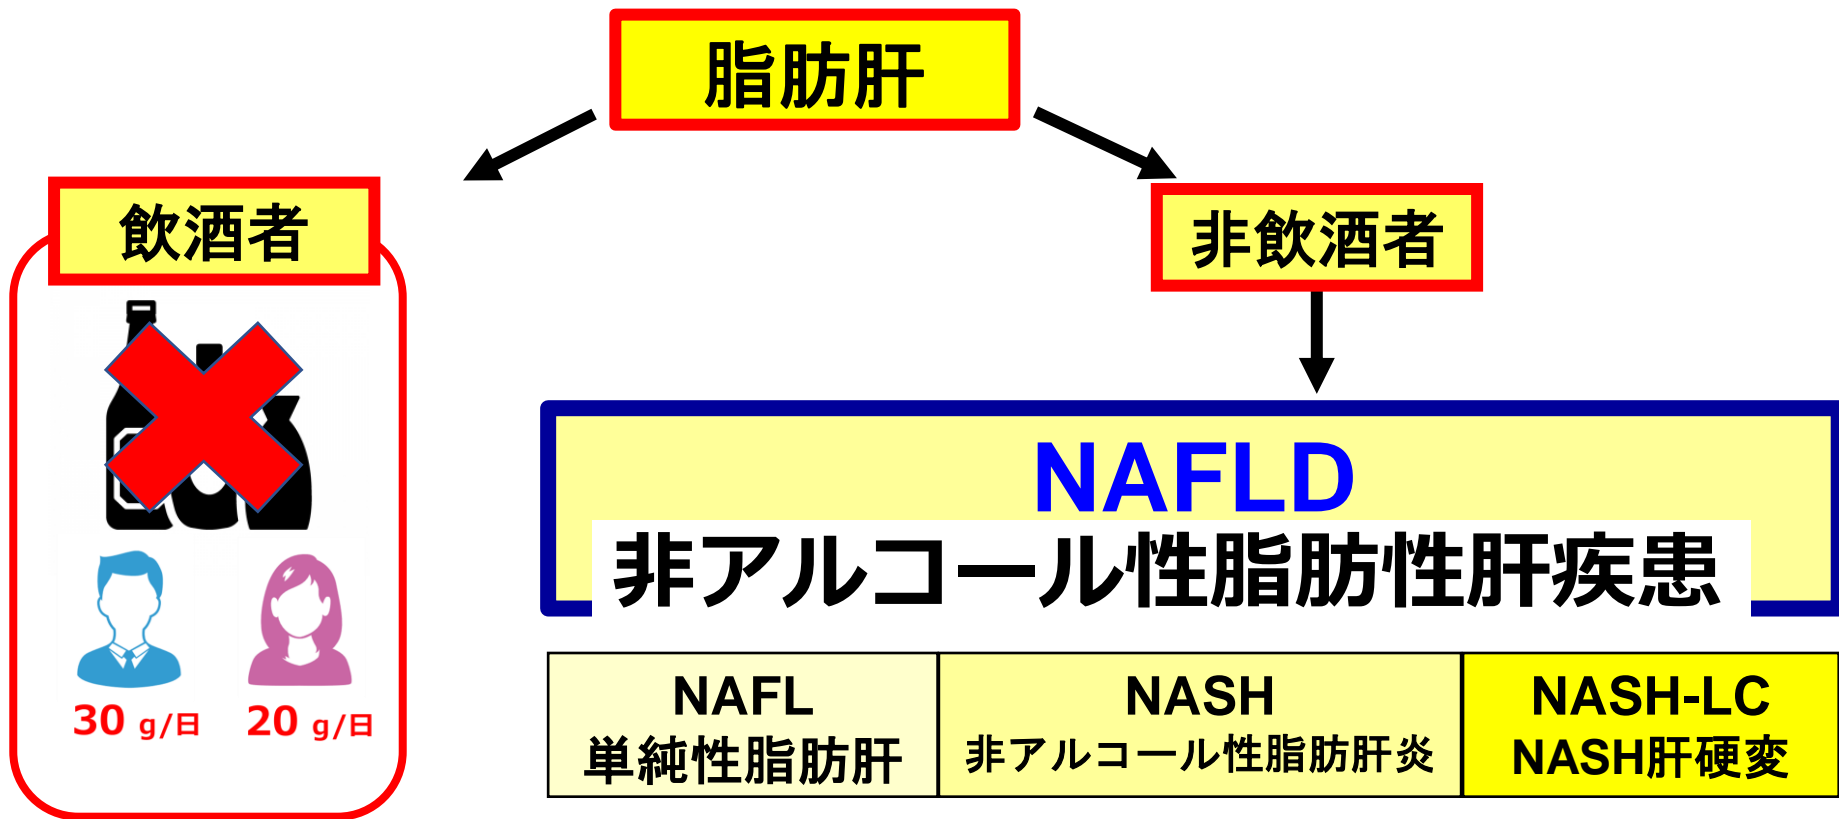 脂肪肝
飲酒者
30 g/日
20 g/日
非飲酒者
NAFLD
非アルコール性脂肪性肝疾患
NAFL
単純性脂肪肝
NASH
非アルコール性脂肪肝炎
NASH-LC
NASH肝硬変